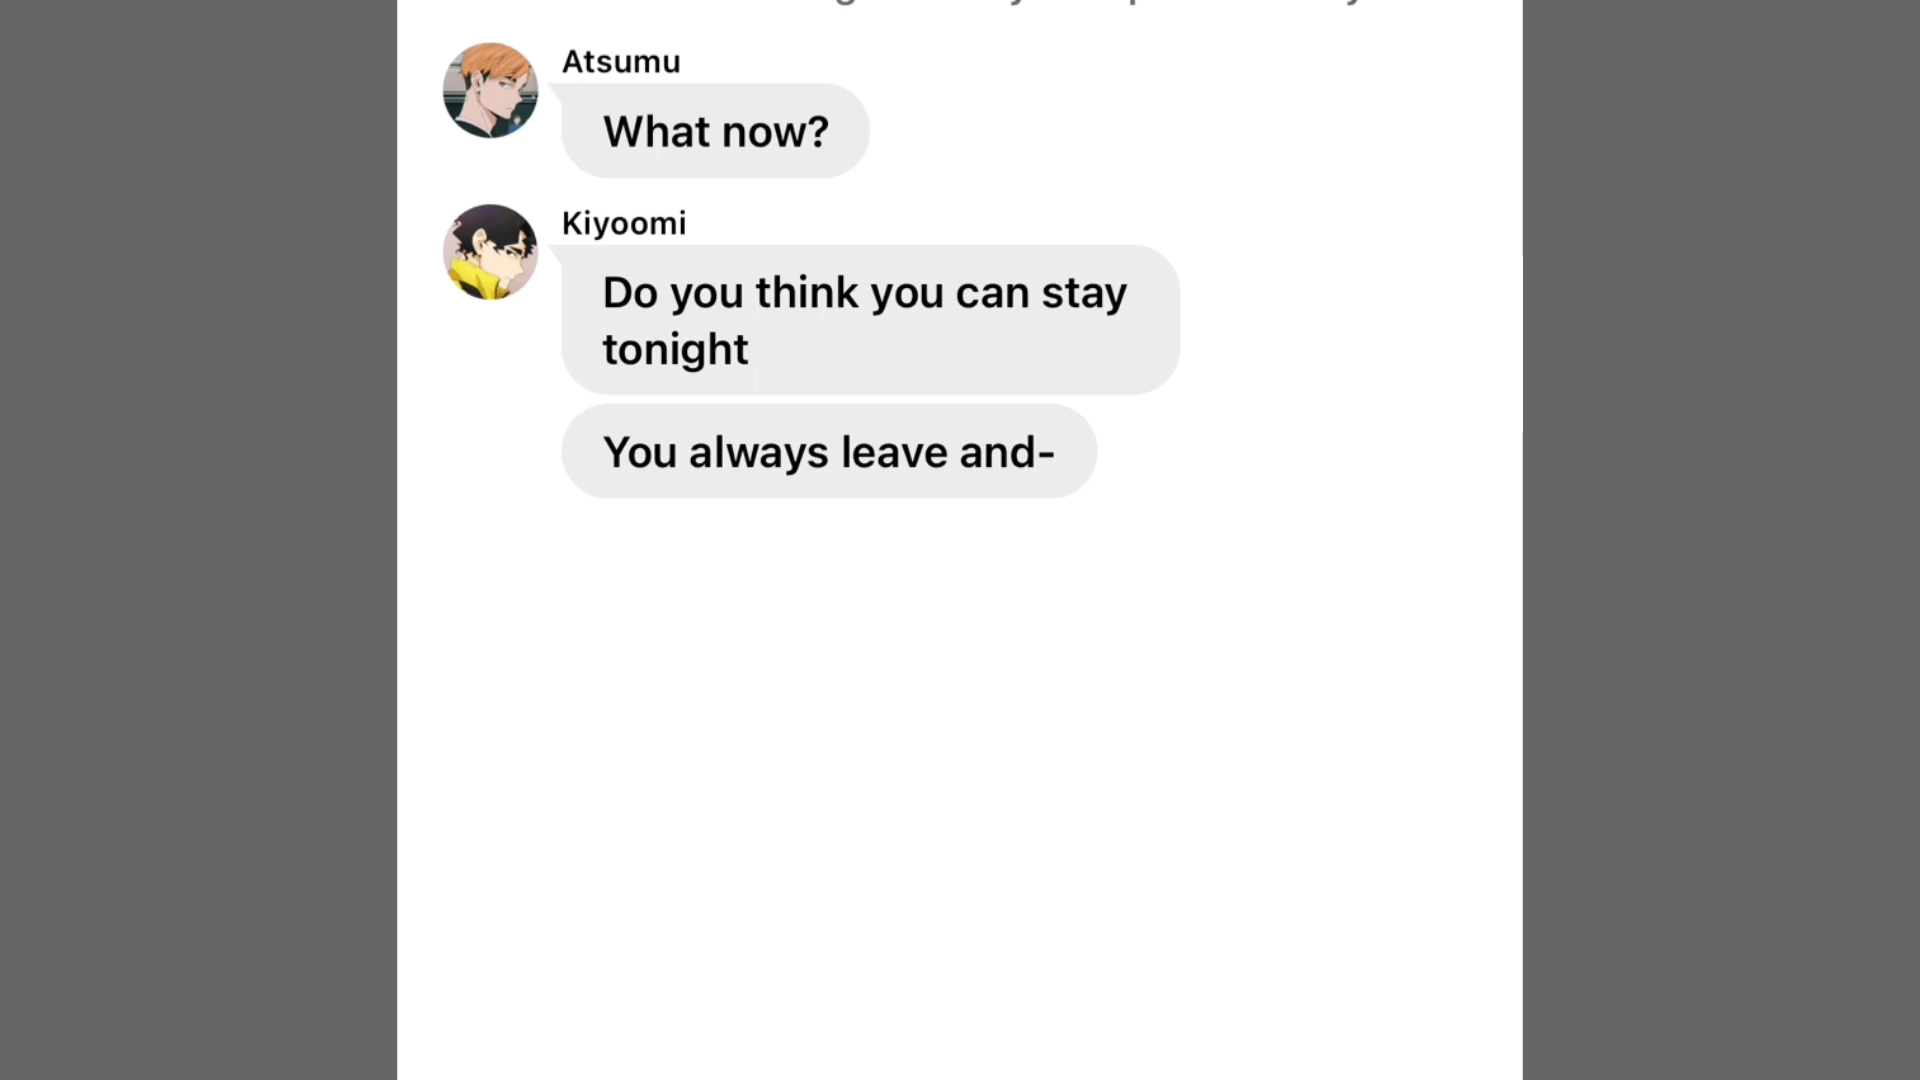 Atsumu
What now?
Kiyoomi
Do you think you can stay
tonight
You always leave and-